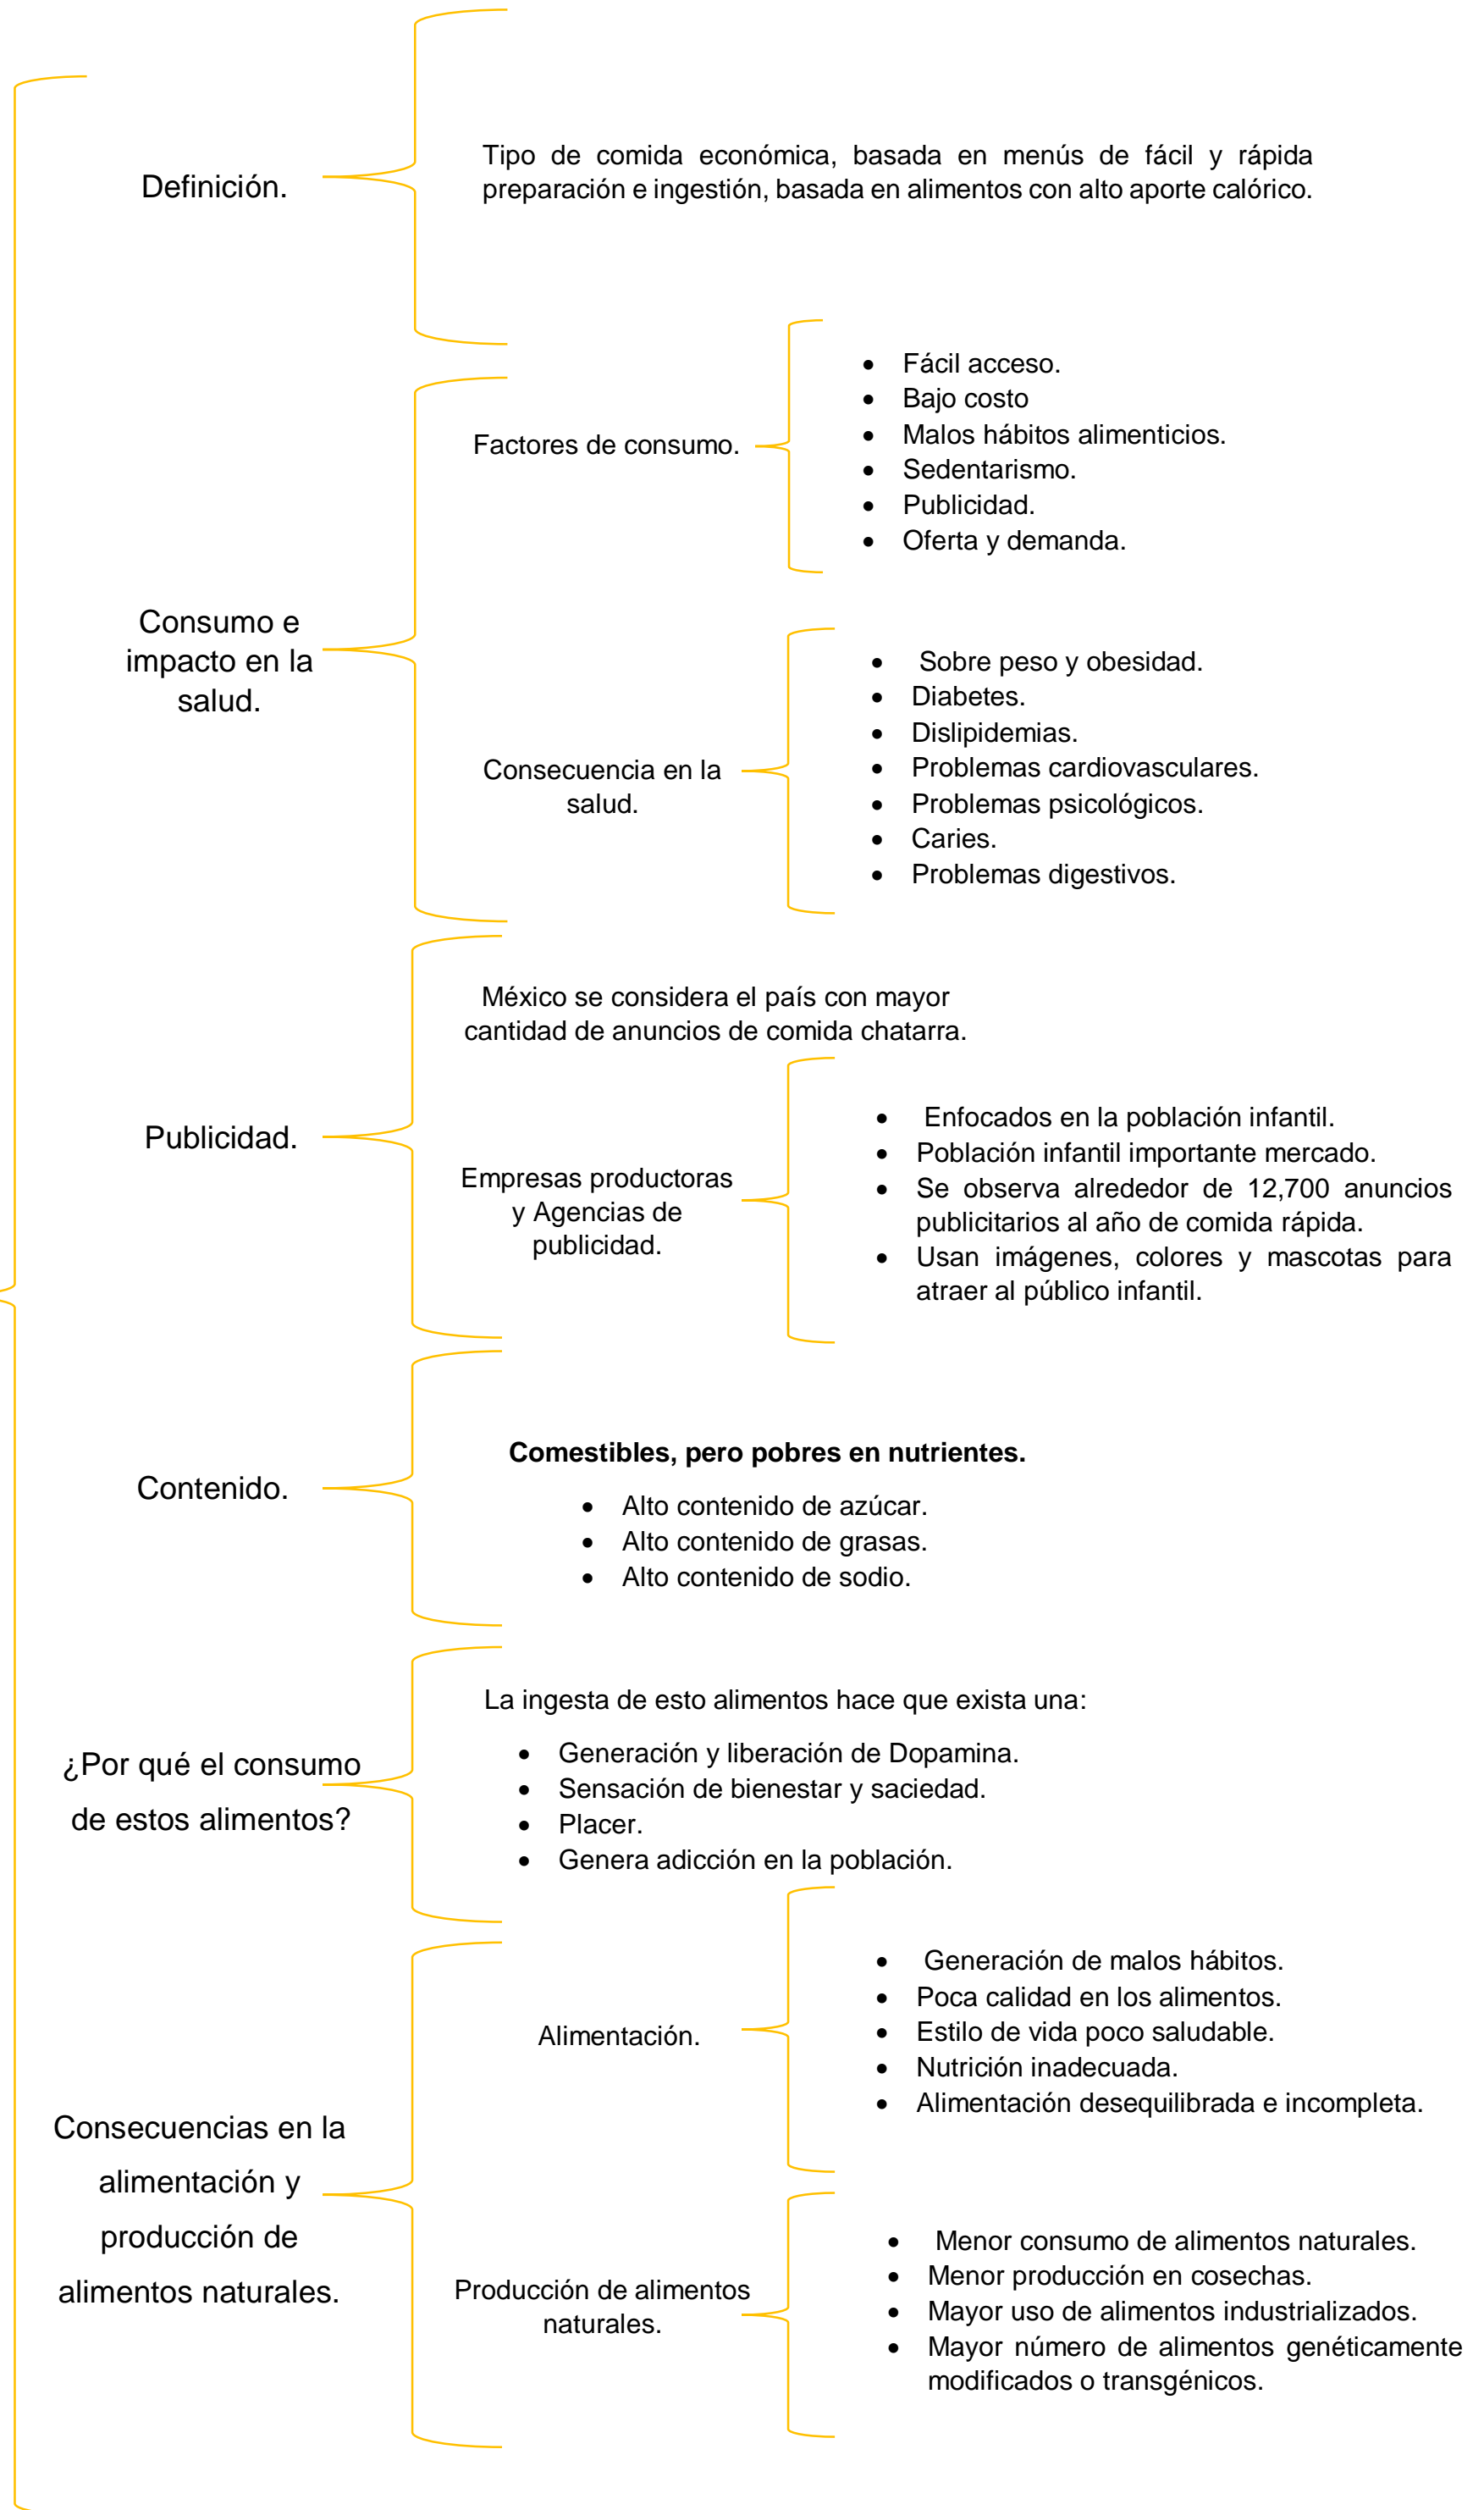 Definición.
Tipo de comida económica, basada en menús de fácil y rápida
preparación e ingestión, basada en alimentos con alto aporte calórico.
Consumo e
impacto en la
salud.
Factores de consumo.
• Fácil acceso.
• Bajo costo
• Malos hábitos alimenticios.
• Sedentarismo.
• Publicidad.
• Oferta y demanda.
Consecuencia en la
salud.
• Sobre peso y obesidad.
• Diabetes.
• Dislipidemias.
• Problemas cardiovasculares.
• Problemas psicológicos.
• Caries.
• Problemas digestivos.
Publicidad.
México se considera el país con mayor
cantidad de anuncios de comida chatarra.
Empresas productoras
y Agencias de
publicidad.
• Enfocados en la población infantil.
• Población infantil importante mercado.
• Se observa alrededor de 12,700 anuncios
publicitarios al año de comida rápida.
• Usan imágenes, colores y mascotas para
atraer al público infantil.
Contenido.
Comestibles, pero pobres en nutrientes.
• Alto contenido de azúcar.
• Alto contenido de grasas.
• Alto contenido de sodio.
¿Por qué el consumo
de estos alimentos?
La ingesta de esto alimentos hace que exista una:
• Generación y liberación de Dopamina.
• Sensación de bienestar y saciedad.
• Placer.
• Genera adicción en la población.
Consecuencias en la
alimentación y
producción de
alimentos naturales.
Alimentación.
• Generación de malos hábitos.
• Poca calidad en los alimentos.
• Estilo de vida poco saludable.
• Nutrición inadecuada.
• Alimentación desequilibrada e incompleta.
Producción de alimentos
naturales.
• Menor consumo de alimentos naturales.
• Menor producción en cosechas.
• Mayor uso de alimentos industrializados.
• Mayor número de alimentos genéticamente
modificados o transgénicos.